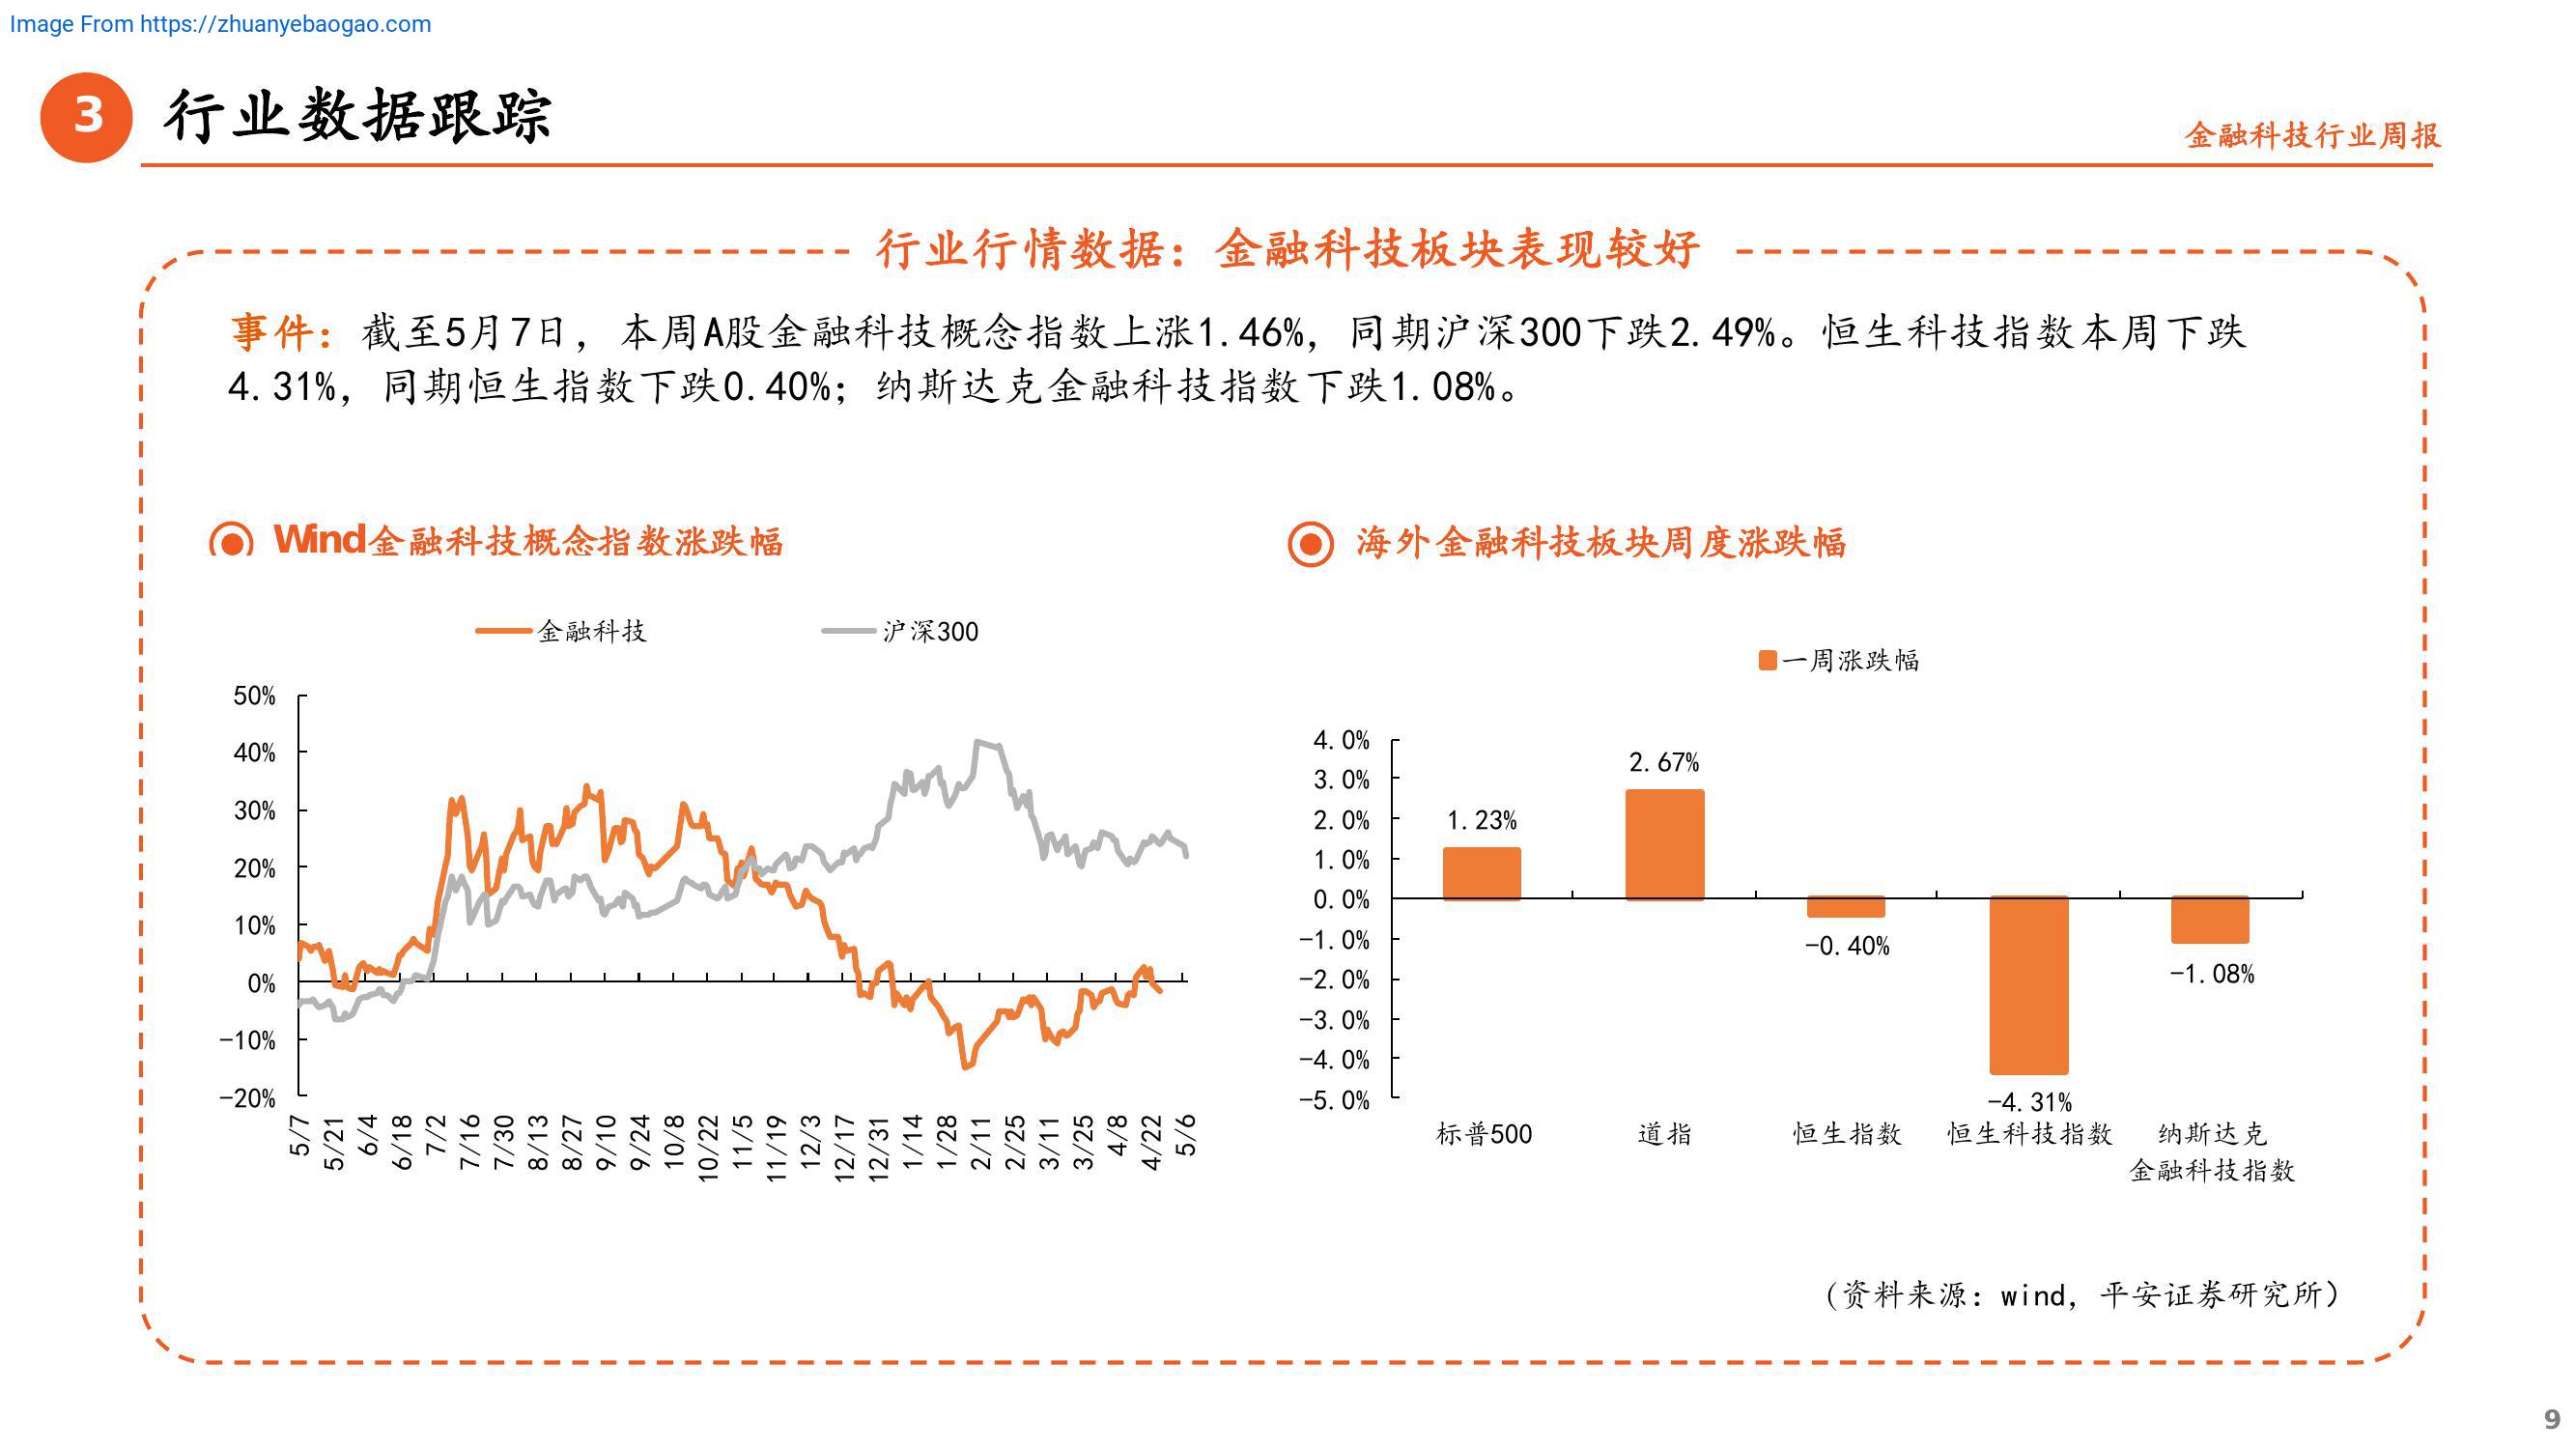 Image From https://zhuanyebaogao.com
3
行业数据跟踪
金融科技行业周报
行业行情数据：金融科技板块表现较好
事件：截至5月7日，本周A股金融科技概念指数上涨1.46%，同期沪深300下跌2.49%。恒生科技指数本周下跌
4.31%，同期恒生指数下跌0.40%；纳斯达克金融科技指数下跌1.08%。
Wind金融科技概念指数涨跌幅
金融科技
沪深300
50%
40%
30%
20%
10%
0%
-10%
-20%
5/7
5/21
6/4
6/18
7/2
7/16
7/30
8/13
8/27
9/10
9/24
10/8
10/22
11/5
11/19
12/3
12/17
12/31
1/14
1/28
2/11
2/25
3/11
3/25
4/8
4/22
5/6
海外金融科技板块周度涨跌幅
一周涨跌幅
4.0%
3.0%
2.0%
1.0%
0.0%
-1.0%
-2.0%
-3.0%
-4.0%
-5.0%
1.23%
2.67%
-0.40%
-4.31%
-1.08%
标普500
道指
恒生指数
恒生科技指数
纳斯达克
金融科技指数
（资料来源：wind，平安证券研究所）
9